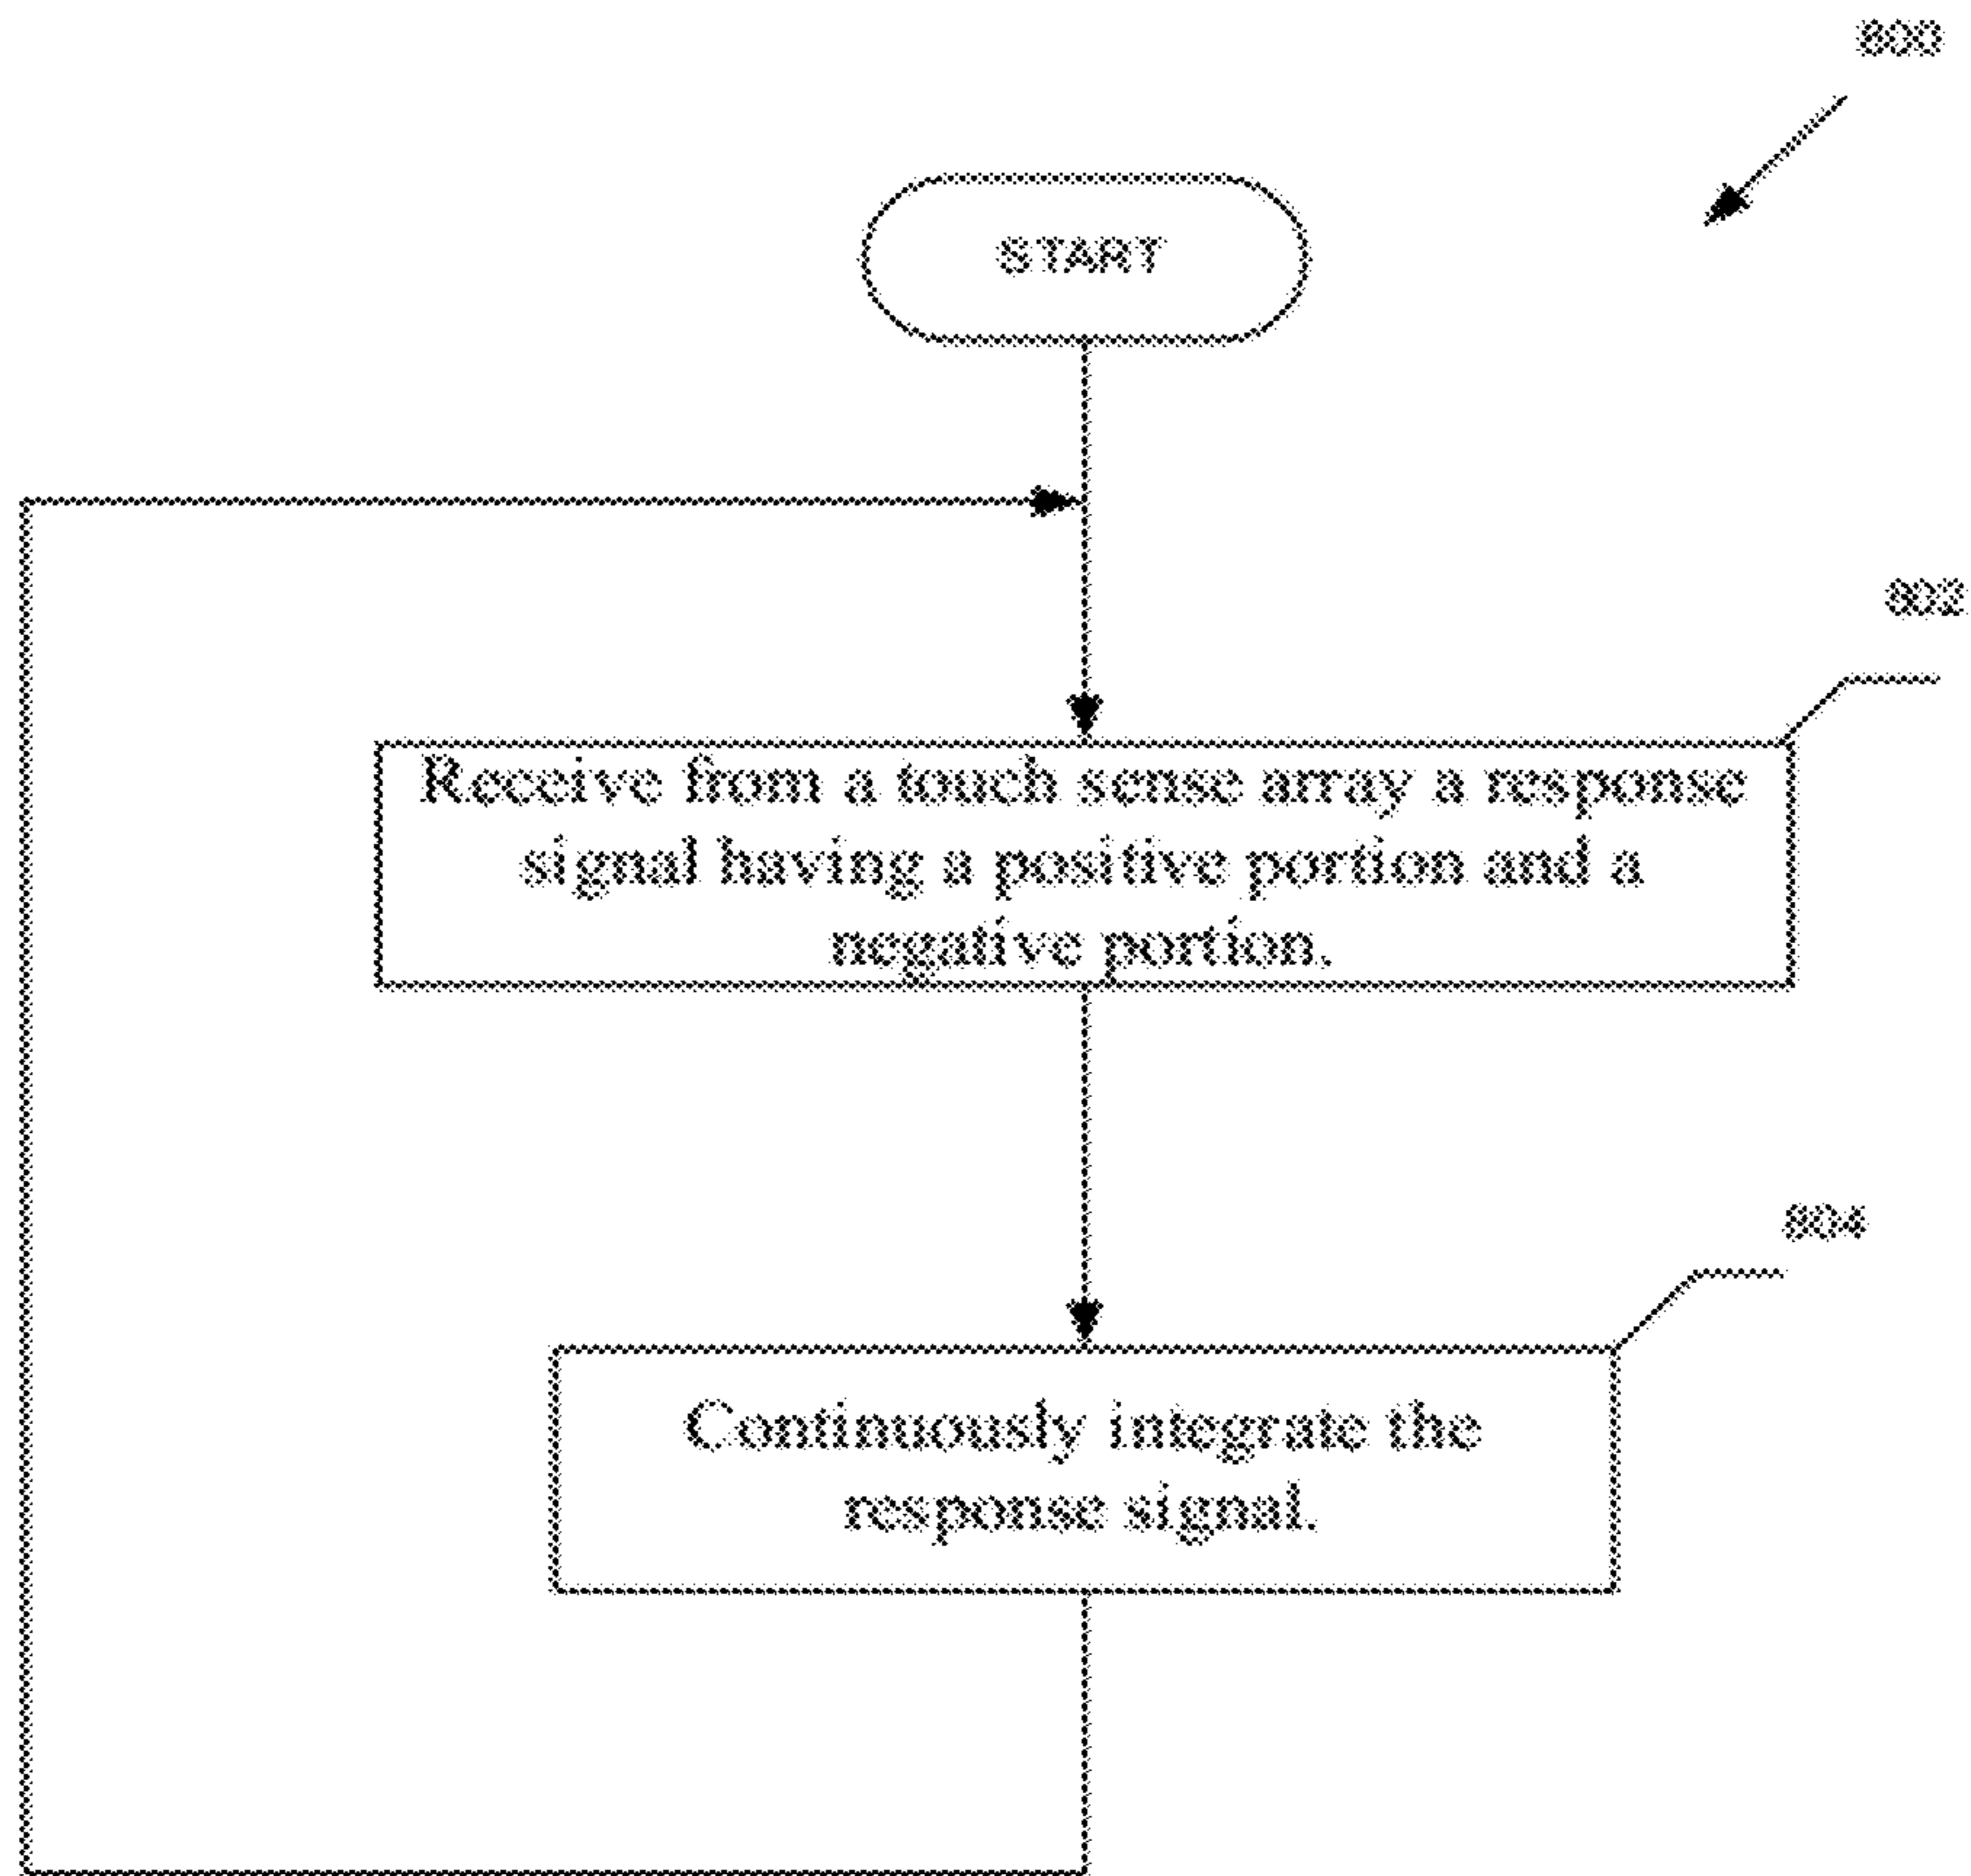 800
START
802
Receive from a touch sense array a response
signal having a positive portion and a
negative portion.
804
Continuously integrate the
response signal.